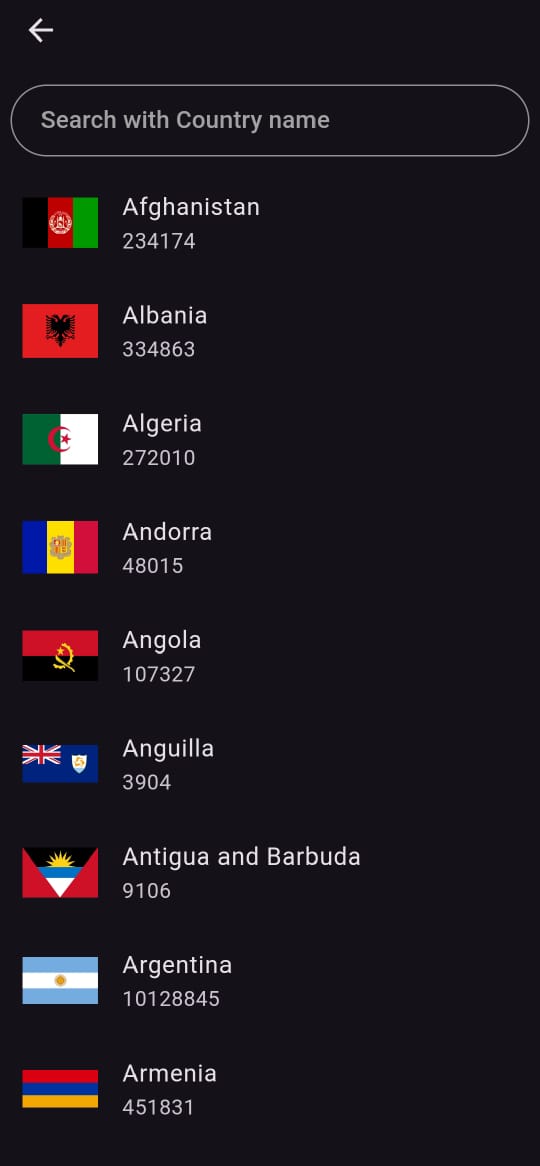 Search with Country name
Afghanistan
234174
Albania
334863
Algeria
272010
Andorra
48015
Angola
107327
Anguilla
3904
Antigua and Barbuda
9106
Argentina
10128845
Armenia
451831